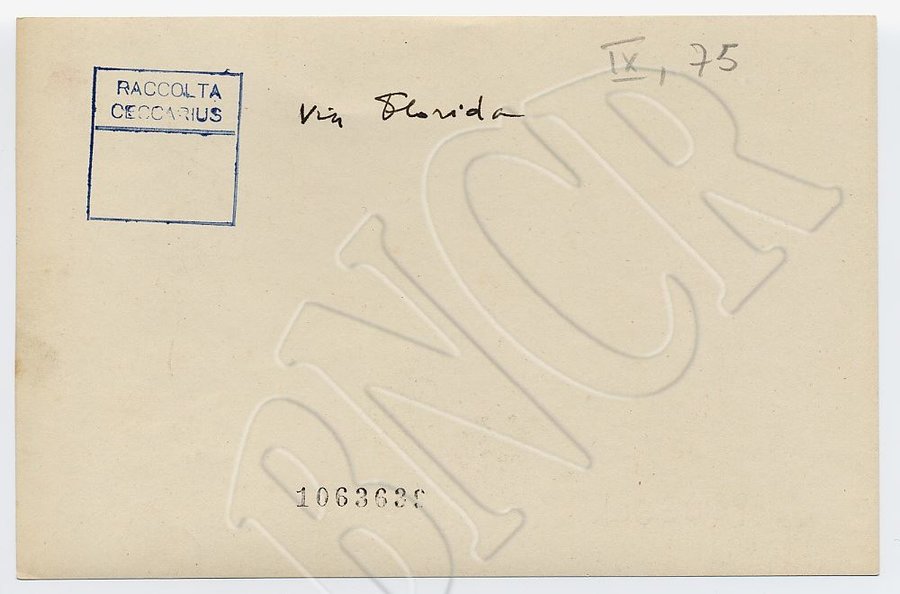 IX, 75
RACCOLTA
CECCARIUS
Via Florida
BNCR